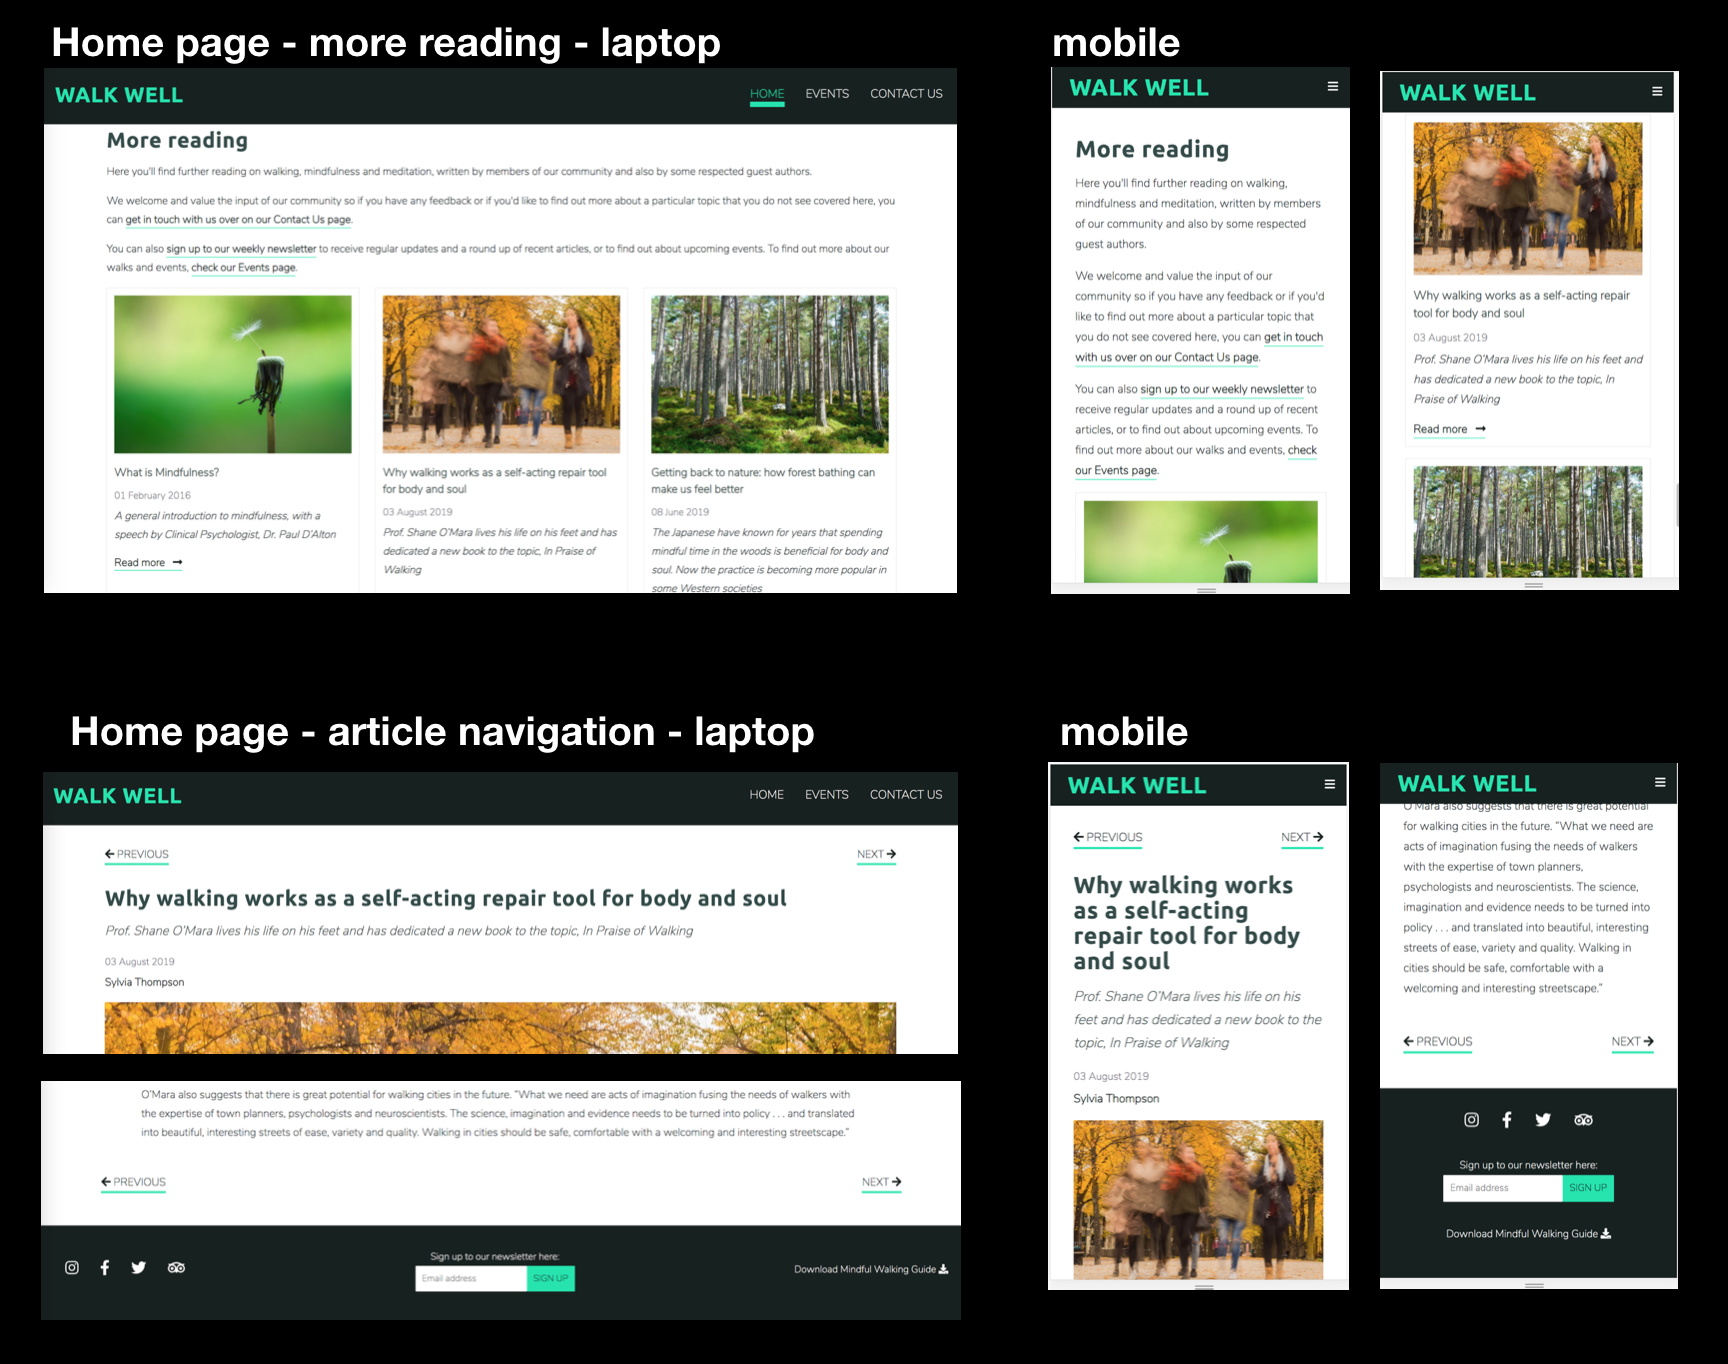 Home page - more reading - laptop
WALK WELL
HOME EVENTS CONTACT US
More reading
Here you'll find further reading on walking, mindfulness and meditation, written by members of our community and also by some respected guest authors.
We welcome and value the input of our community so if you have any feedback or if you'd like to find out more about a particular topic that you do not see covered here, you
can get in touch with us over on our Contact Us page.
You can also sign up to our weekly newsletter to receive regular updates and a round up of recent articles, or to find out about upcoming events. To find out more about our
walks and events, check our Events page.
What is Mindfulness?
01 February 2016
A general introduction to mindfulness, with a
speech by Clinical Psychologist, Dr. Paul D'Alton
Read more
Why walking works as a self-acting repair tool
for body and soul
03 August 2019
Prof. Shane O'Mara lives his life on his feet and has
dedicated a new book to the topic, In Praise of
Walking
Getting back to nature: how forest bathing can
make us feel better
08 June 2019
The Japanese have known for years that spending
mindful time in the woods is beneficial for body and
soul. Now the practice is becoming more popular in
some Western societies
mobile
WALK WELL
More reading
Here you'll find further reading on walking,
mindfulness and meditation, written by members
of our community and also by some respected
guest authors.
We welcome and value the input of our
community so if you have any feedback or if you'd
like to find out more about a particular topic that
you do not see covered here, you can get in touch
with us over on our Contact Us page.
You can also sign up to our weekly newsletter to
receive regular updates and a round up of recent
articles, or to find out about upcoming events. To
find out more about our walks and events, check
our Events page.
WALK WELL
Why walking works as a self-acting repair
tool for body and soul
03 August 2019
Prof. Shane O'Mara lives his life on his feet and
has dedicated a new book to the topic, In
Praise of Walking
Read more
Home page - article navigation - laptop
WALK WELL
HOME EVENTS CONTACT US
PREVIOUS NEXT
Why walking works as a self-acting repair tool for body and soul
Prof. Shane O'Mara lives his life on his feet and has dedicated a new book to the topic, In Praise of Walking
03 August 2019
Sylvia Thompson
O'Mara also suggests that there is great potential for walking cities in the future. "What we need are acts of imagination fusing the needs of walkers with
the expertise of town planners, psychologists and neuroscientists. The science, imagination and evidence needs to be turned into policy . . . and translated
into beautiful, interesting streets of ease, variety and quality. Walking in cities should be safe, comfortable with a welcoming and interesting streetscape."
PREVIOUS NEXT
Sign up to our newsletter here:
Email address SIGN UP
Download Mindful Walking Guide
mobile
WALK WELL
PREVIOUS NEXT
Why walking works
as a self-acting
repair tool for body
and soul
Prof. Shane O'Mara lives his life on his
feet and has dedicated a new book to the
topic, In Praise of Walking
03 August 2019
Sylvia Thompson
WALK WELL
O'Mara also suggests that there is great potential
for walking cities in the future. "What we need are
acts of imagination fusing the needs of walkers
with the expertise of town planners,
psychologists and neuroscientists. The science,
imagination and evidence needs to be turned into
policy . . . and translated into beautiful, interesting
streets of ease, variety and quality. Walking in
cities should be safe, comfortable with a
welcoming and interesting streetscape."
PREVIOUS NEXT
Sign up to our newsletter here:
Email address SIGN UP
Download Mindful Walking Guide